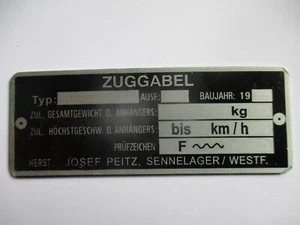 ZUGGABEL
Typ: AUSF: BAUJAHR: 19
ZUL. GESAMTGEWICHT D. ANHÄNGERS: kg
ZUL. HÖCHSTGESCHW. D. ANHÄNGERS: bis km/h
PRÜFZEICHEN F
HERST.: JOSEF PEITZ, SENNELAGER/WESTF.